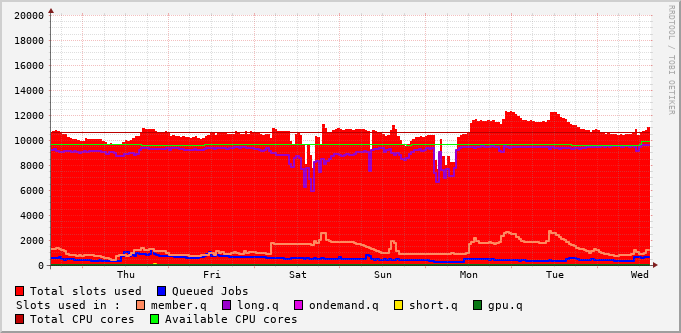 20000
18000
16000
14000
12000
10000
8000
6000
4000
2000
0
Thu Fri Sat Sun Mon Tue Wed
RRDTOOL / TOBI OETIKER
Total slots used Queued Jobs
Slots used in : member.q long.q ondemand.q short.q gpu.q
Total CPU cores Available CPU cores